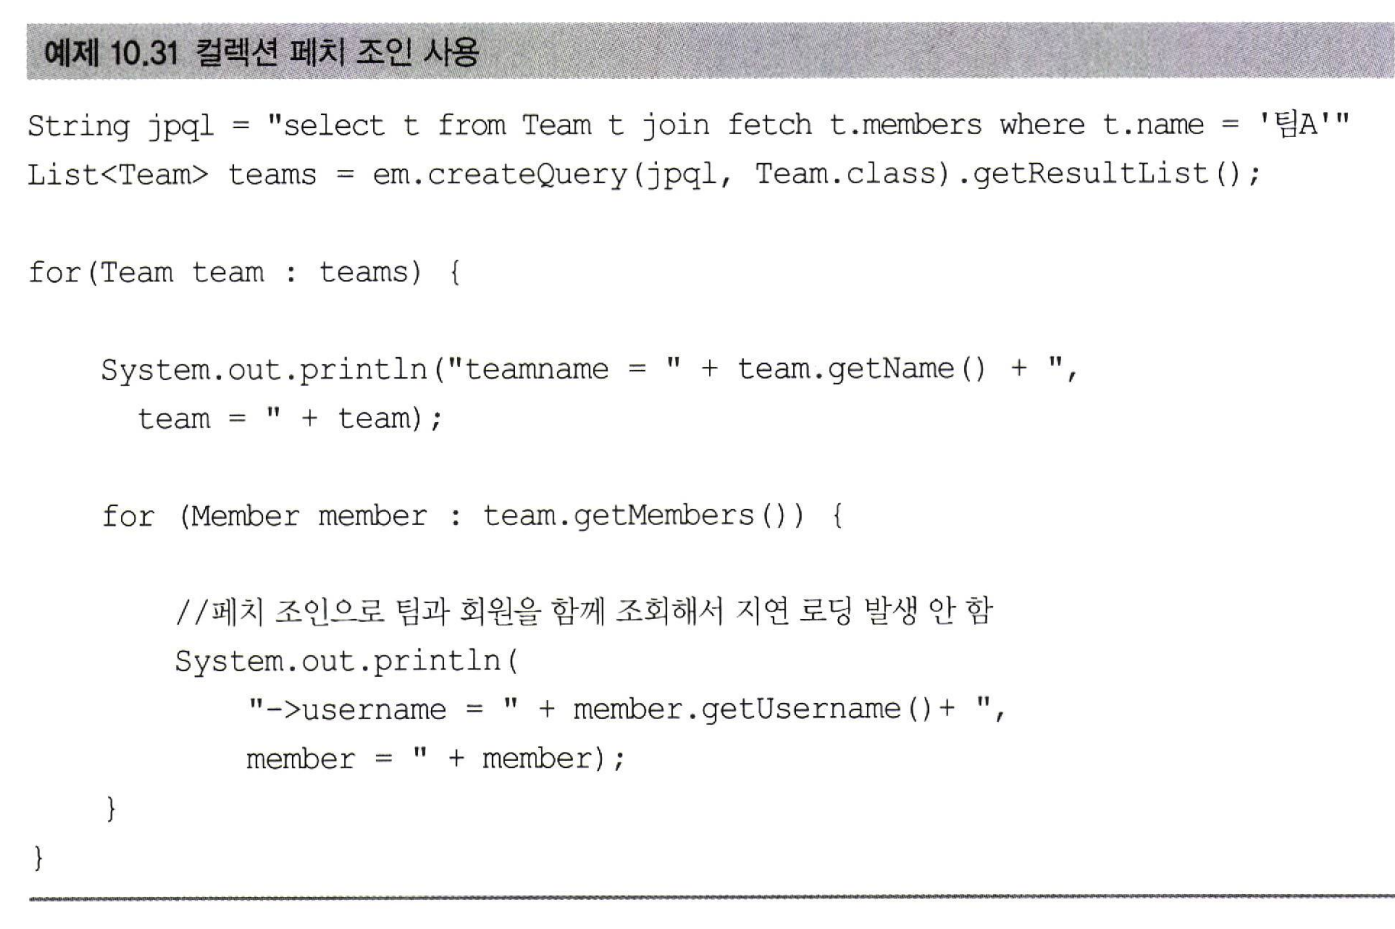 예제 10.31 컬렉션 페치 조인 사용
String jpql = "select t from Team t join fetch t.members where t.name = '팀A'"
List<Team> teams = em.createQuery(jpql, Team.class).getResultList();
for(Team team : teams) {
System.out.println("teamname = " + team.getName() + ",
team = " + team);
for (Member member : team.getMembers()) {
//페치 조인으로 팀과 회원을 함께 조회해서 지연 로딩 발생 안 함
System.out.println(
"->username = " + member.getUsername()+ ",
member = " + member);
}
}